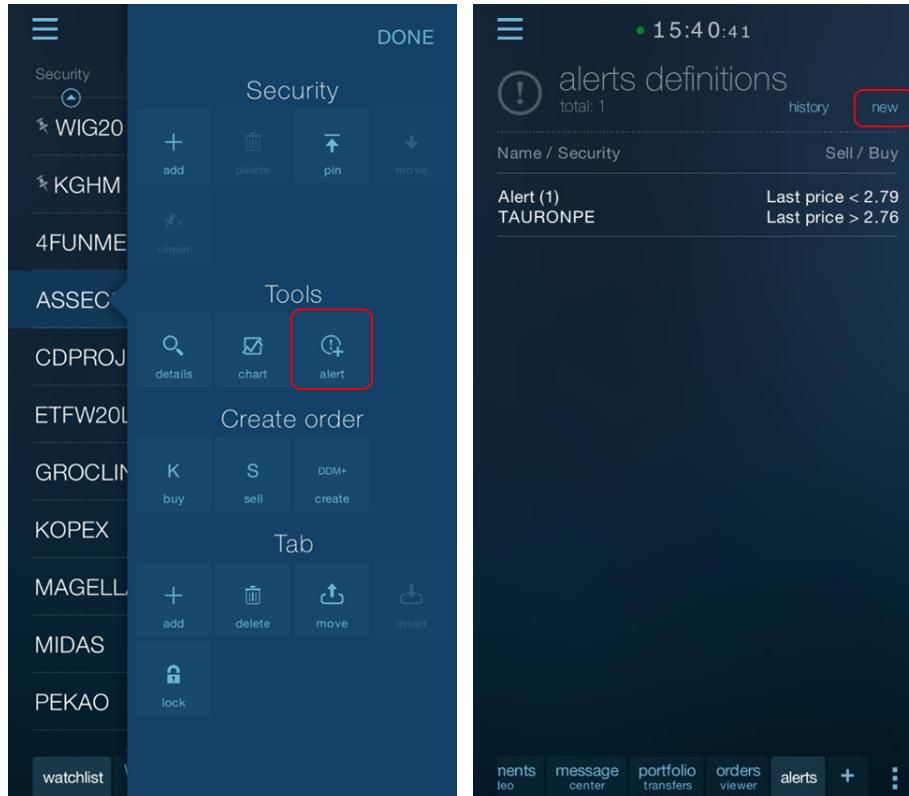 DONE
Security
WIG20
KGHM
4FUNME
ASSEC
CDPROJ
ETFW20L
GROCLIN
KOPEX
MAGELL
MIDAS
PEKAO
watchlist
Security
add
delete
pin
move
unpin
Tools
details
chart
alert
Create order
K
S
DDM+
buy
sell
create
Tab
add
delete
move
insert
lock
15:40:41
alerts definitions
total: 1
history
new
Name / Security
Sell / Buy
Alert (1)
Last price < 2.79
TAURONPE
Last price > 2.76
ments
deo
message
center
portfolio
transfers
orders
viewer
alerts
+